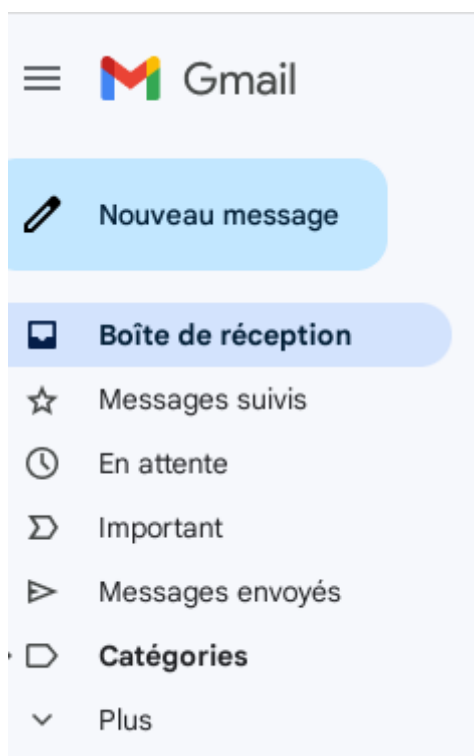 Gmail
Nouveau message
Boîte de réception
Messages suivis
En attente
Important
Messages envoyés
Catégories
Plus